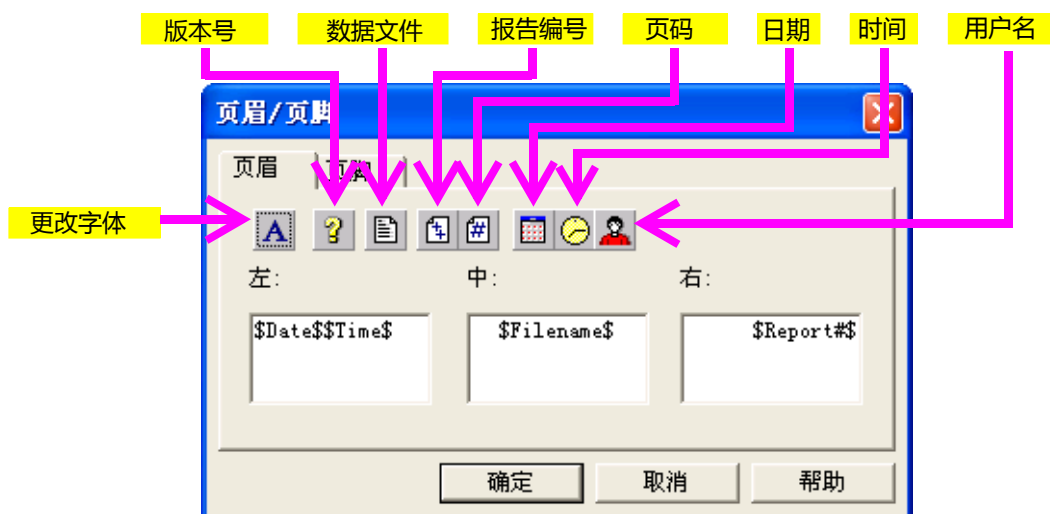 版本号 数据文件 报告编号 页码 日期 时间 用户名
页眉/页脚
页眉 页脚
更改字体
左: 中: 右:
$Date$$Time$ $Filename$ $Report#$
确定 取消 帮助